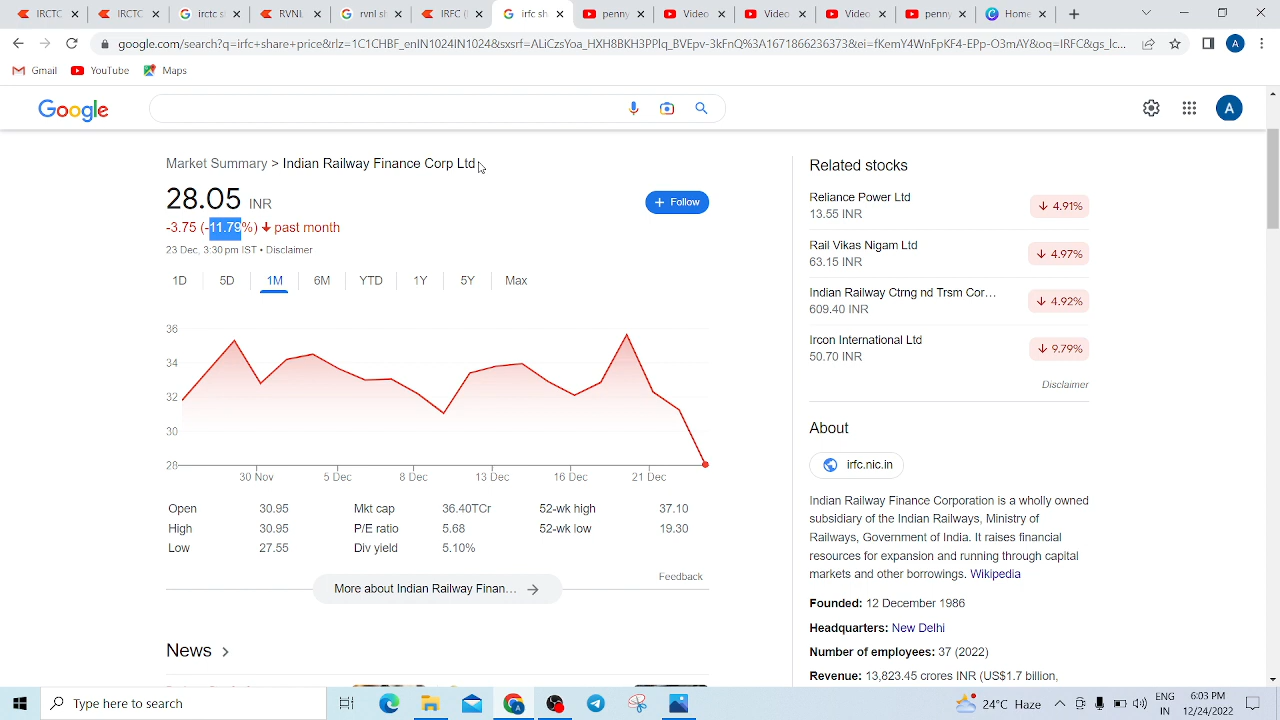 IRCTC
IRCTC
irctc s
RVNL
rvnl sh
IRFC (I
irfc sh
penny
Video
Video
Video
penny
Home
google.com/search?q=irfc+share+price&rlz=1C1CHBF_enIN1024IN1024&sxsrf=
Gmail
YouTube
Maps
Google
A
Market Summary > Indian Railway Finance Corp Ltd
28.05 INR
+ Follow
-3.75 (-11.79%) ↓ past month
23 Dec, 3:30 pm IST • Disclaimer
1D 5D 1M 6M YTD 1Y 5Y Max
36
34
32
30
28
30 Nov 5 Dec 8 Dec 13 Dec 16 Dec 21 Dec
Open 30.95 Mkt cap 36.40TCr 52-wk high 37.10
High 30.95 P/E ratio 5.68 52-wk low 19.30
Low 27.55 Div yield 5.10%
Feedback
More about Indian Railway Finan... →
News >
Related stocks
Reliance Power Ltd
13.55 INR
↓ 4.91%
Rail Vikas Nigam Ltd
63.15 INR
↓ 4.97%
Indian Railway Ctrng nd Trsm Cor...
609.40 INR
↓ 4.92%
Ircon International Ltd
50.70 INR
↓ 9.79%
Disclaimer
About
irfc.nic.in
Indian Railway Finance Corporation is a wholly owned
subsidiary of the Indian Railways, Ministry of
Railways, Government of India. It raises financial
resources for expansion and running through capital
markets and other borrowings. Wikipedia
Founded: 12 December 1986
Headquarters: New Delhi
Number of employees: 37 (2022)
Revenue: 13,823.45 crores INR (US$1.7 billion,
Type here to search
24°C Haze
ENG
IN
6:03 PM
12/24/2022